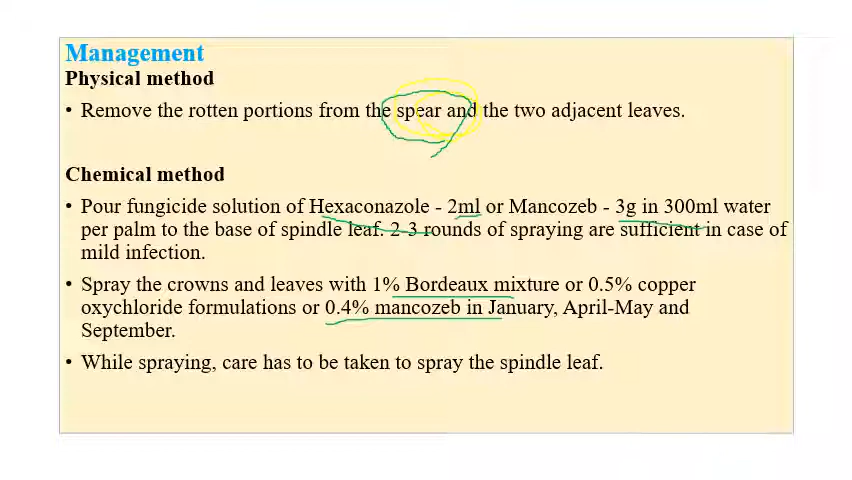 Management
Physical method
• Remove the rotten portions from the spear and the two adjacent leaves.
Chemical method
• Pour fungicide solution of Hexaconazole - 2ml or Mancozeb - 3g in 300ml water
per palm to the base of spindle leaf. 2-3 rounds of spraying are sufficient in case of
mild infection.
• Spray the crowns and leaves with 1% Bordeaux mixture or 0.5% copper
oxychloride formulations or 0.4% mancozeb in January, April-May and
September.
• While spraying, care has to be taken to spray the spindle leaf.